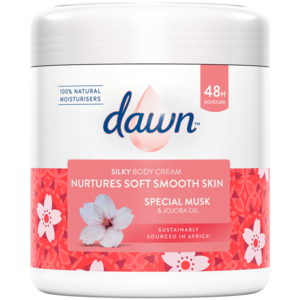 100% NATURAL
MOISTURISERS
48H
MOISTURE
dawn™
SILKY BODY CREAM
NURTURES SOFT SMOOTH SKIN
SPECIAL MUSK
& JOJOBA OIL
SUSTAINABLY
SOURCED IN AFRICA*